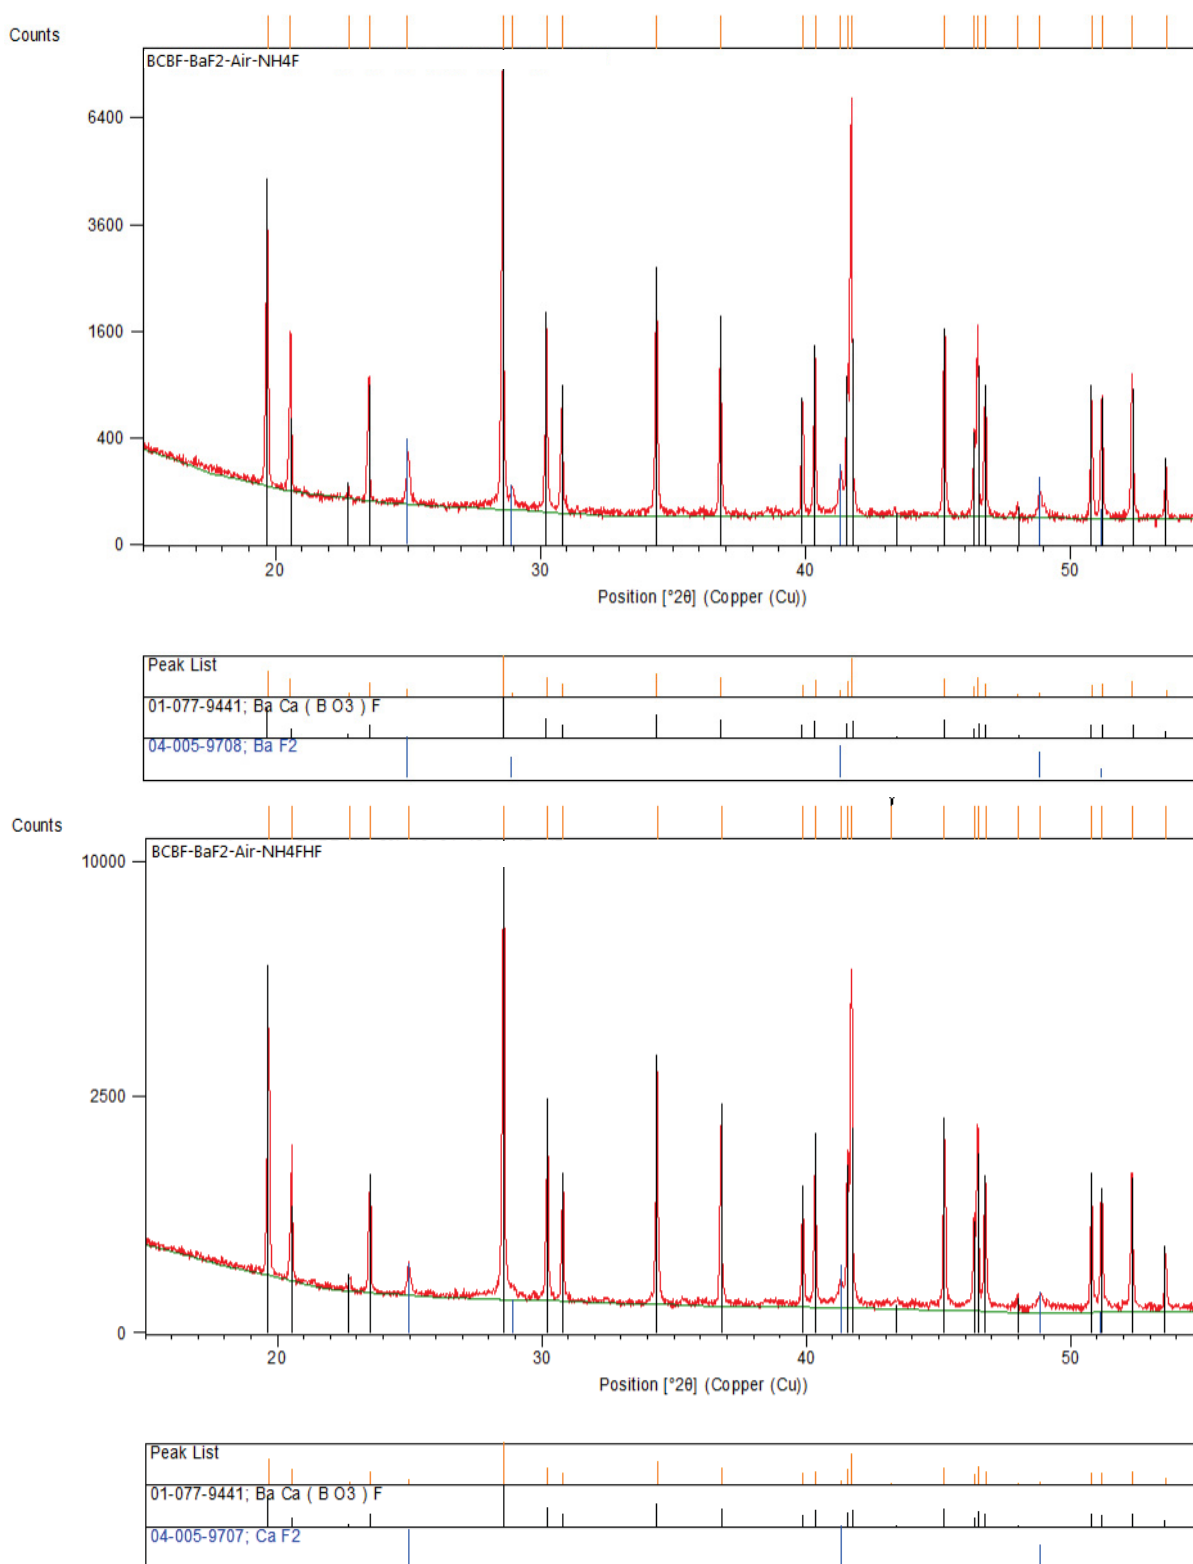 Counts
BCBF-BaF2-Air-NH4F
6400
3600
1600
400
0
20 30 40 50
Position [°2θ] (Copper (Cu))
Peak List
01-077-9441; Ba Ca ( B O3 ) F
04-005-9708; Ba F2
Counts
BCBF-BaF2-Air-NH4FHF
10000
2500
0
20 30 40 50
Position [°2θ] (Copper (Cu))
Peak List
01-077-9441; Ba Ca ( B O3 ) F
04-005-9707; Ca F2